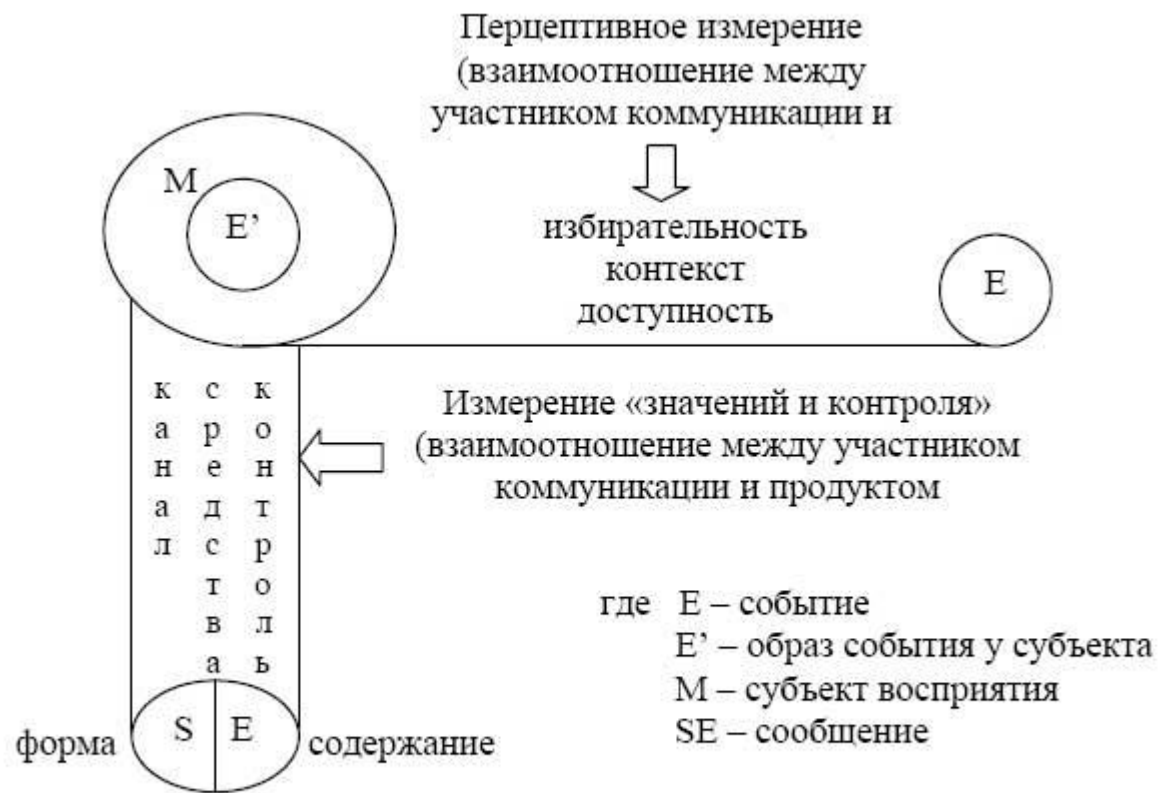 Перцептивное измерение
(взаимоотношение между
участником коммуникации и
М
E’
избирательность
контекст
доступность
E
канал
средства
контроль
Измерение «значений и контроля»
(взаимоотношение между участником
коммуникации и продуктом
где E – событие
E’ – образ события у субъекта
М – субъект восприятия
SE – сообщение
форма
S
E
содержание